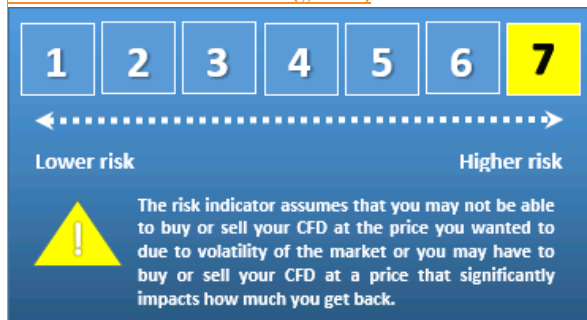 1 2 3 4 5 6 7
Lower risk Higher risk
!
The risk indicator assumes that you may not be able
to buy or sell your CFD at the price you wanted to
due to volatility of the market or you may have to
buy or sell your CFD at a price that significantly
impacts how much you get back.